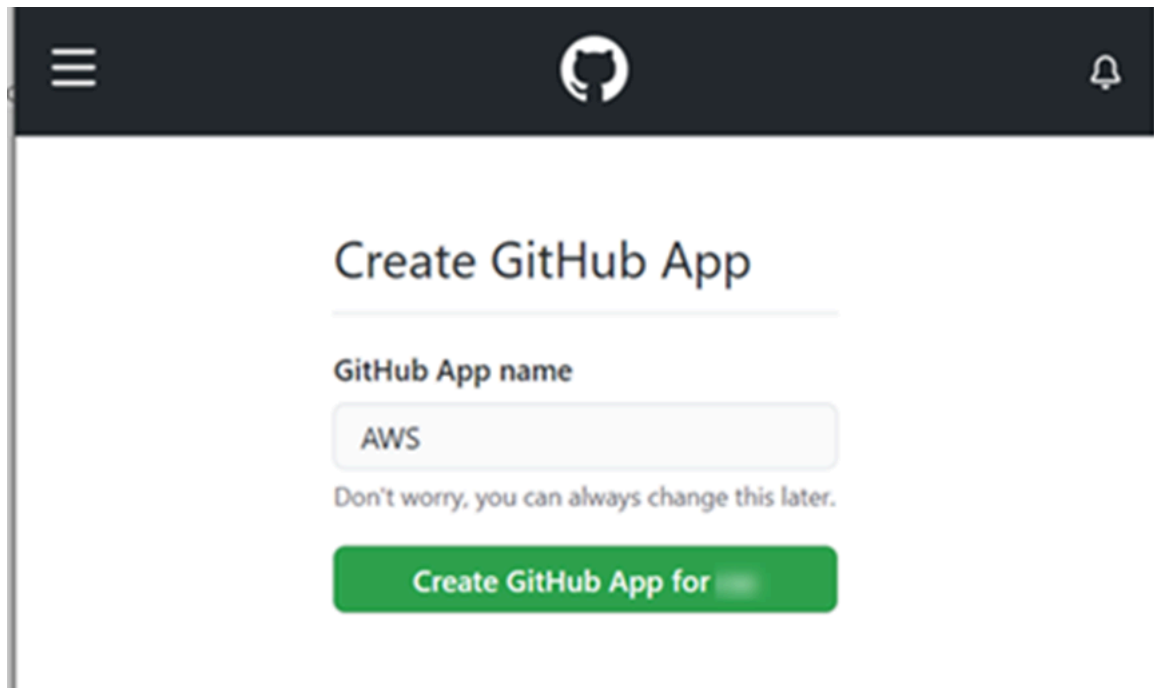 Create GitHub App
GitHub App name
AWS
Don't worry, you can always change this later.
Create GitHub App for